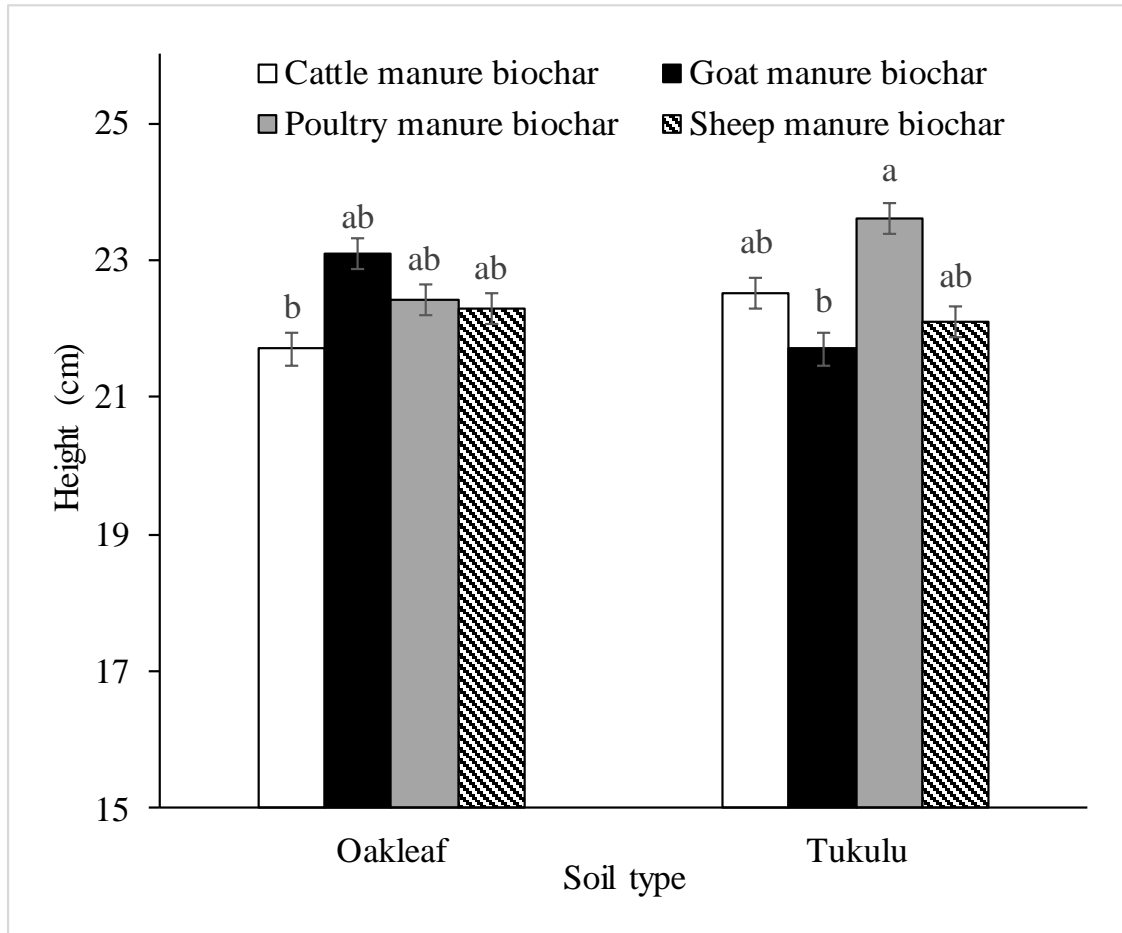 Cattle manure biochar Goat manure biochar
Poultry manure biochar Sheep manure biochar
Height (cm)
25
23
21
19
17
15
b ab ab ab ab b a ab
Oakleaf Tukulu
Soil type